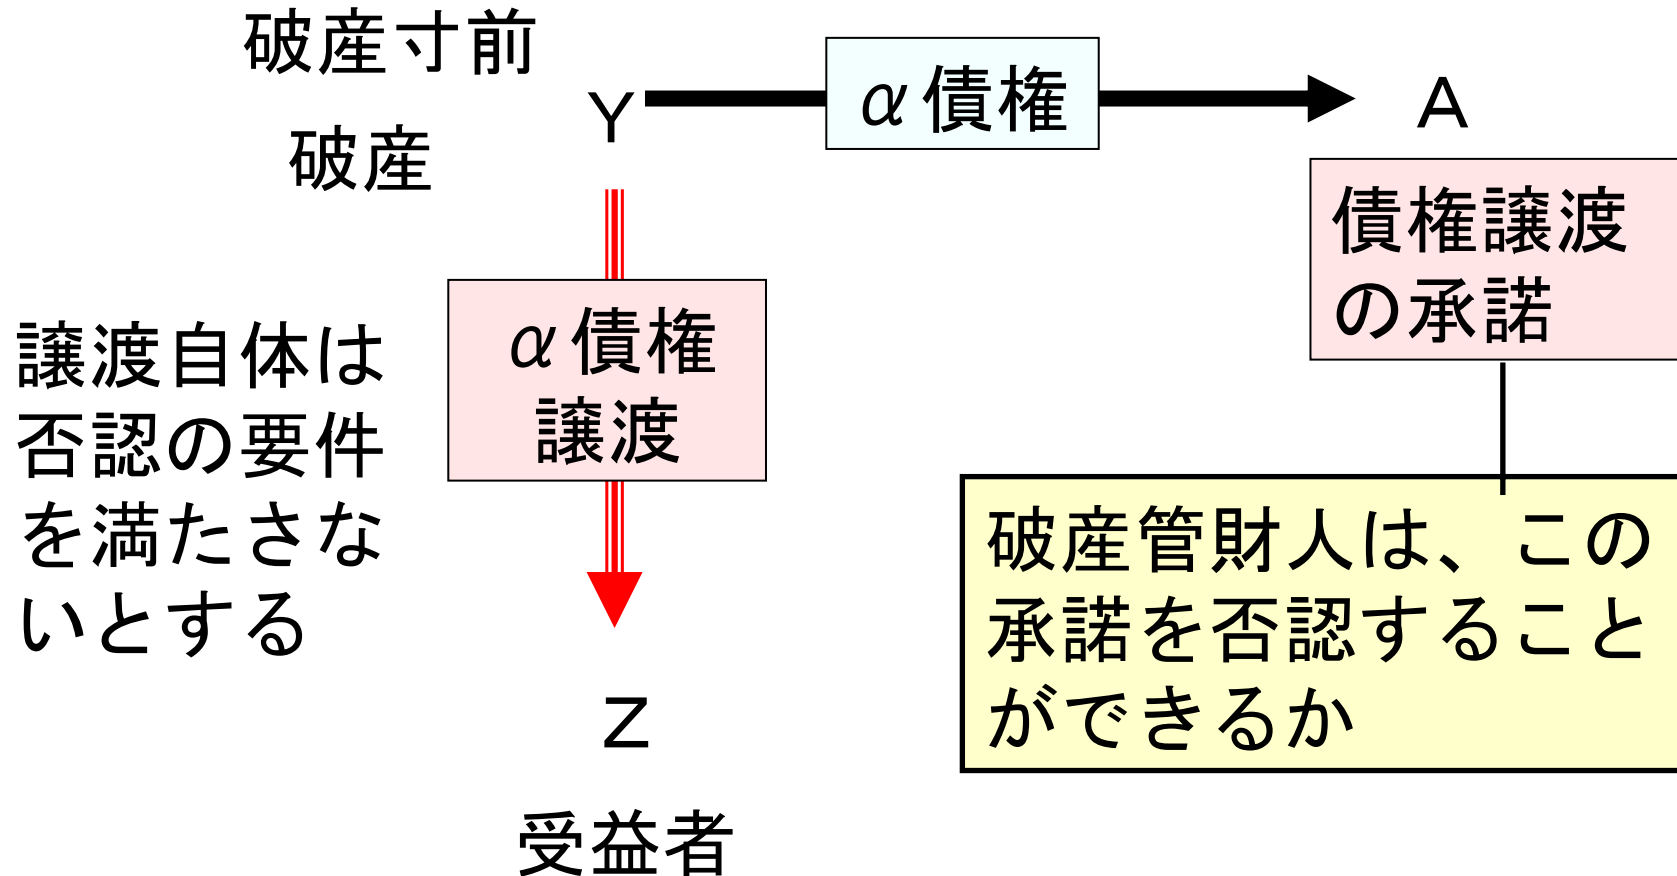 破産寸前
破産
Y
α債権
A
債権譲渡
の承諾
α債権
譲渡
譲渡自体は
否認の要件
を満たさな
いとする
破産管財人は、この
承諾を否認すること
ができるか
Z
受益者